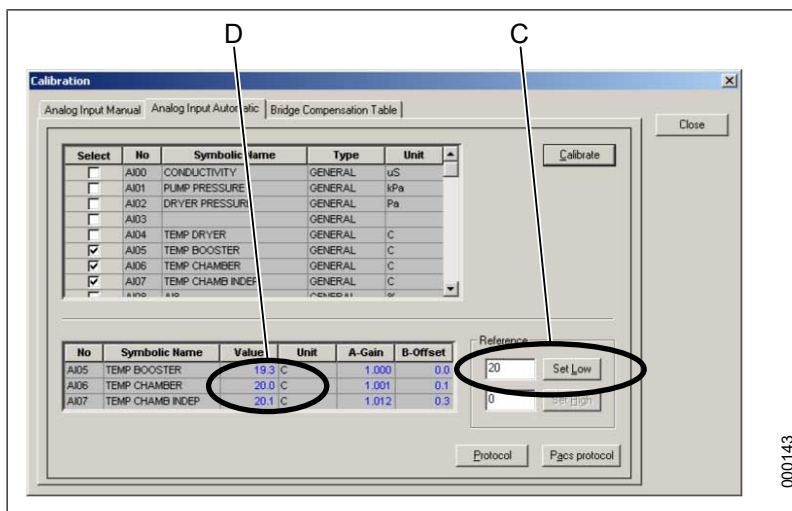 D C
Calibration
Analog Input Manual Analog Input Automatic Bridge Compensation Table
Close
Select No Symbolic Name Type Unit
Calibrate
AI00 CONDUCTIVITY GENERAL uS
AI01 PUMP PRESSURE GENERAL kPa
AI02 DRYER PRESSURE GENERAL Pa
AI03 GENERAL
AI04 TEMP DRYER GENERAL C
AI05 TEMP BOOSTER GENERAL C
AI06 TEMP CHAMBER GENERAL C
AI07 TEMP CHAMB INDEP GENERAL C
AI08 AI8 GENERAL %
Reference
No Symbolic Name Value Unit A-Gain B-Offset
AI05 TEMP BOOSTER 19.3 C 1.000 0.0
20 Set Low
AI06 TEMP CHAMBER 20.0 C 1.001 0.1
AI07 TEMP CHAMB INDEP 20.1 C 1.012 0.3
0 Set High
Protocol Pacs protocol
000143